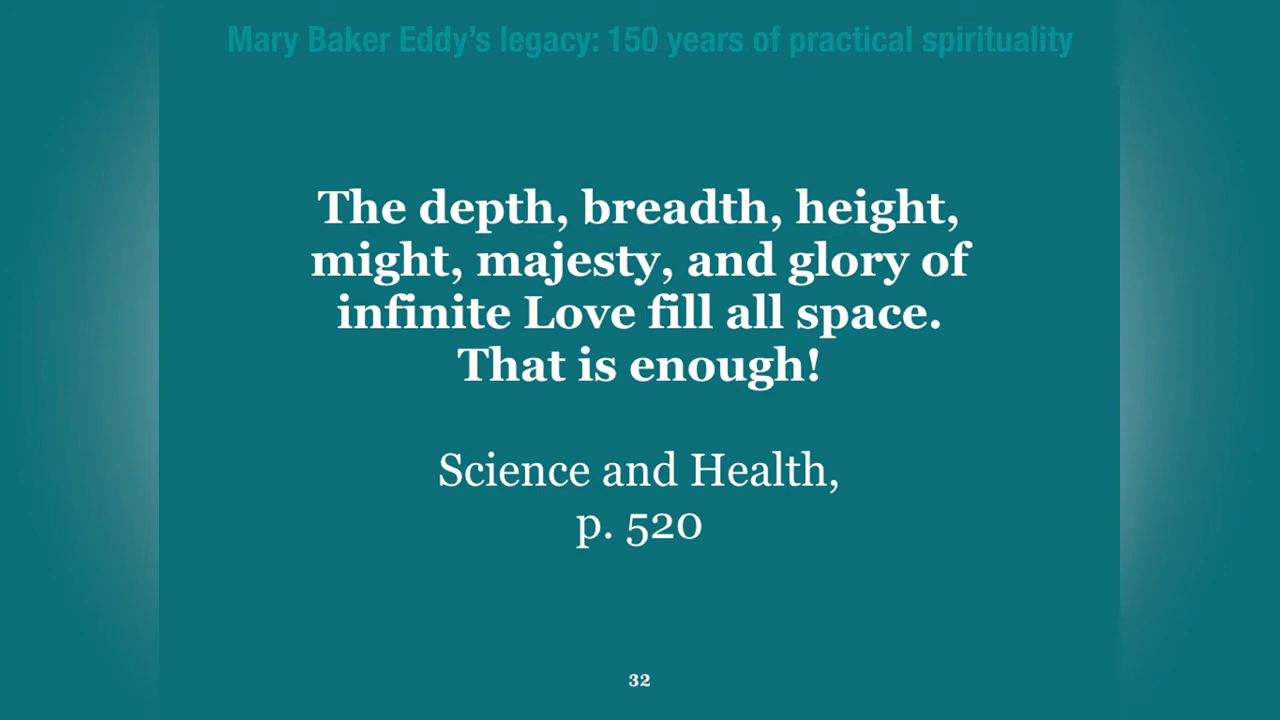 Mary Baker Eddy’s legacy: 150 years of practical spirituality
The depth, breadth, height,
might, majesty, and glory of
infinite Love fill all space.
That is enough!
Science and Health,
p. 520
32